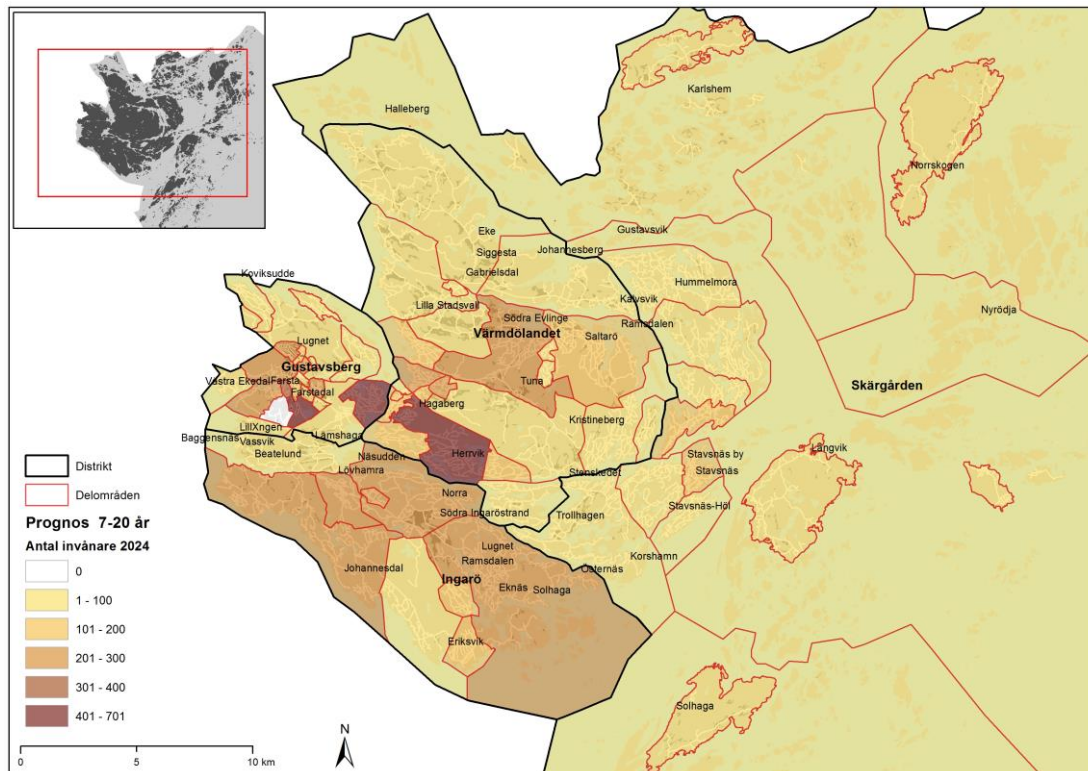 Karlshem
Halleberg
Norrskogen
Eke
Gustavsvik
Siggesta
Johannesberg
Gabrielsdal
Koviksudde
Hummelmora
Kalvsvik
Lilla Stadsvall
Nyrödja
Södra Evlinge
Ramsdalen
Värmdölandet
Saltarö
Lugnet
Gustavsberg
Västra Ekedal
Farsta
Tuna
Skärgården
Farstadal
Hagaberg
Kristineberg
LillXngen
Lämshaga
Baggensnäs
Vassvik
Beatelund
Näsudden
Herrvik
Långvik
Stavsnäs by
Stavsnäs
Lövhamra
Stenskedet
Norra
Stavsnäs-Höl
Södra Ingaröstrand
Trollhagen
Lugnet
Korshamn
Ramsdalen
Johannesdal
Östernäs
Ingarö
Eknäs
Solhaga
Eriksvik
Solhaga
Distrikt
Delområden
Prognos 7-20 år
Antal invånare 2024
0
1 - 100
101 - 200
201 - 300
301 - 400
401 - 701
N
0 5 10 km